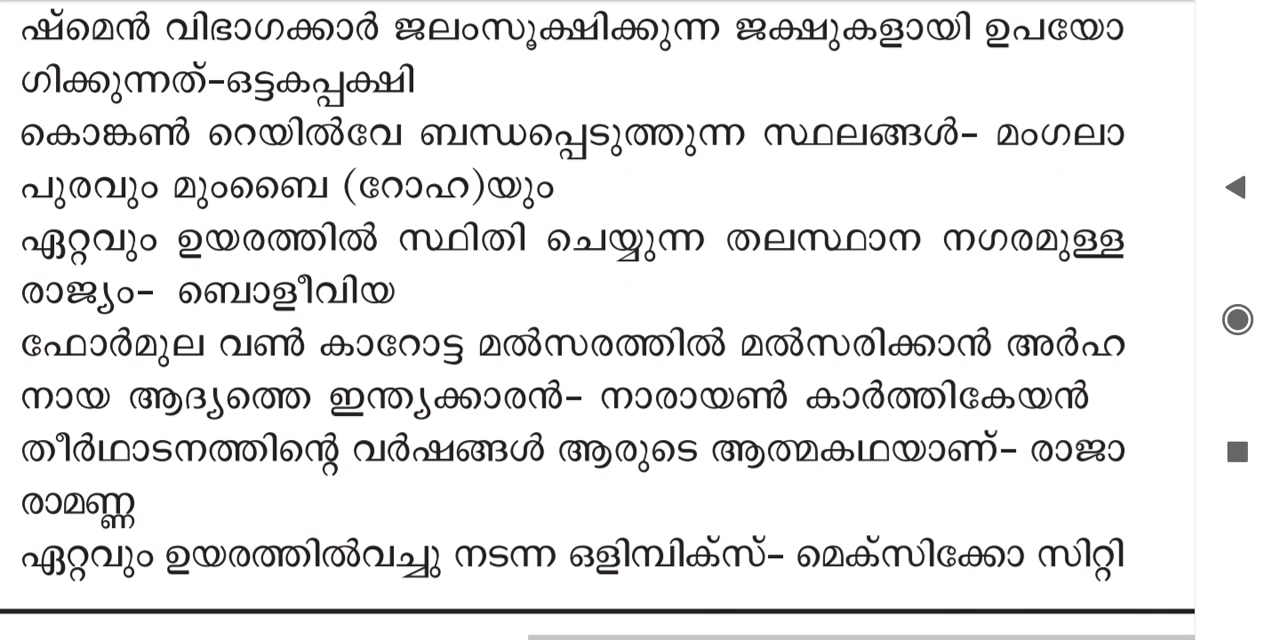 ഷ്മെൻ വിഭാഗക്കാർ ജലംസൂക്ഷിക്കുന്ന ജക്ഷുകളായി ഉപയോ
ഗിക്കുന്നത്-ഒട്ടകപ്പക്ഷി
കൊങ്കൺ റെയിൽവേ ബന്ധപ്പെടുത്തുന്ന സ്ഥലങ്ങൾ- മംഗലാ
പുരവും മുംബൈ (റോഹ)യും
ഏറ്റവും ഉയരത്തിൽ സ്ഥിതി ചെയ്യുന്ന തലസ്ഥാന നഗരമുള്ള
രാജ്യം- ബൊളീവിയ
ഫോർമുല വൺ കാറോട്ട മൽസരത്തിൽ മൽസരിക്കാൻ അർഹ
നായ ആദ്യത്തെ ഇന്ത്യക്കാരൻ- നാരായൺ കാർത്തികേയൻ
തീർഥാടനത്തിന്റെ വർഷങ്ങൾ ആരുടെ ആത്മകഥയാണ്- രാജാ
രാമണ്ണ
ഏറ്റവും ഉയരത്തിൽവച്ചു നടന്ന ഒളിമ്പിക്സ്- മെക്സിക്കോ സിറ്റി